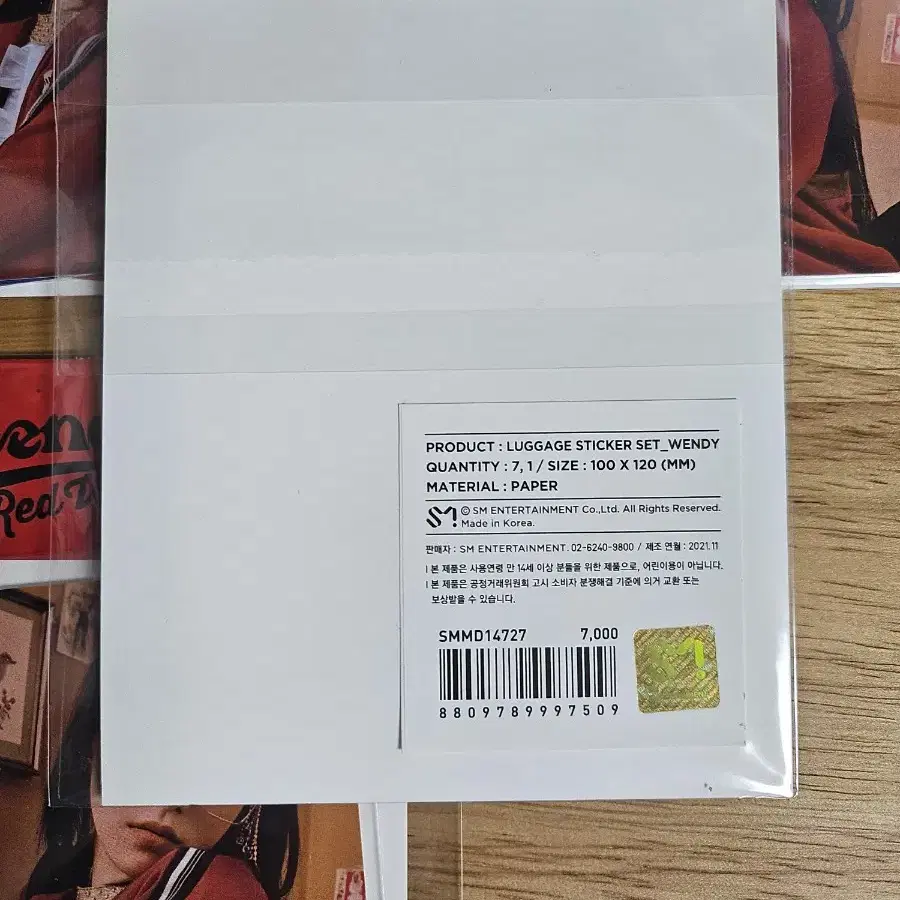 PRODUCT : LUGGAGE STICKER SET_WENDY
QUANTITY : 7, 1 / SIZE : 100 X 120 (MM)
MATERIAL : PAPER
SM
© SM ENTERTAINMENT Co.,Ltd. All Rights Reserved.
Made in Korea.
판매자 : SM ENTERTAINMENT. 02-6240-9800 / 제조 연월 : 2021.11
I 본 제품은 사용연령 만 14세 이상 분들을 위한 제품으로, 어린이용이 아닙니다.
I 본 제품은 공정거래위원회 고시 소비자 분쟁해결 기준에 의거 교환 또는
보상받을 수 있습니다.
SMMD14727 7,000
8809789997509
Red